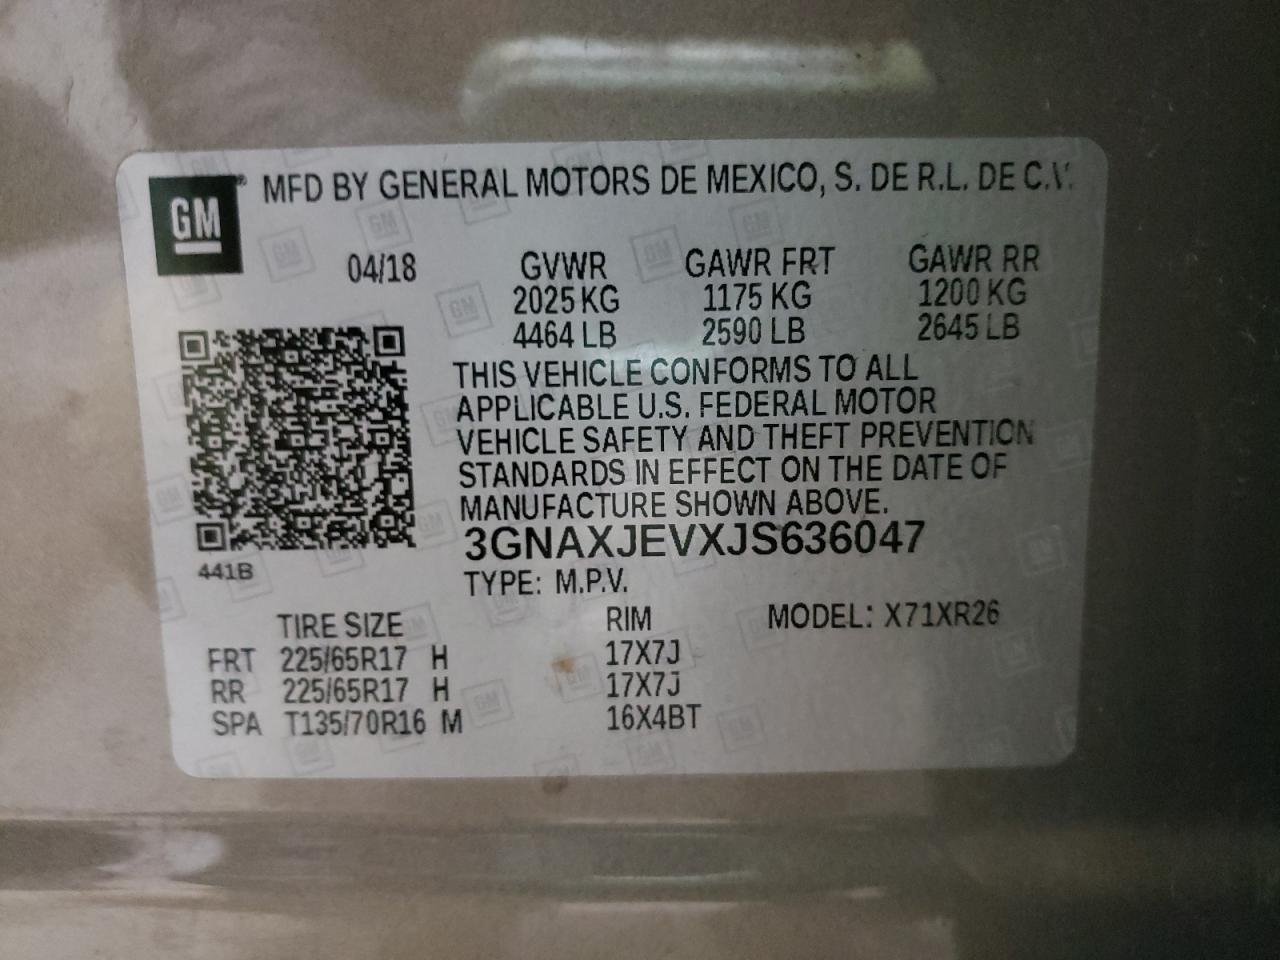 GM® MFD BY GENERAL MOTORS DE MEXICO, S. DE R.L. DE C.V.
04/18 GVWR GAWR FRT GAWR RR
2025 KG 1175 KG 1200 KG
4464 LB 2590 LB 2645 LB
THIS VEHICLE CONFORMS TO ALL
APPLICABLE U.S. FEDERAL MOTOR
VEHICLE SAFETY AND THEFT PREVENTION
STANDARDS IN EFFECT ON THE DATE OF
MANUFACTURE SHOWN ABOVE.
3GNAXJEVXJS636047
441B
TYPE: M.P.V.
TIRE SIZE RIM MODEL: X71XR26
FRT 225/65R17 H 17X7J
RR 225/65R17 H 17X7J
SPA T135/70R16 M 16X4BT